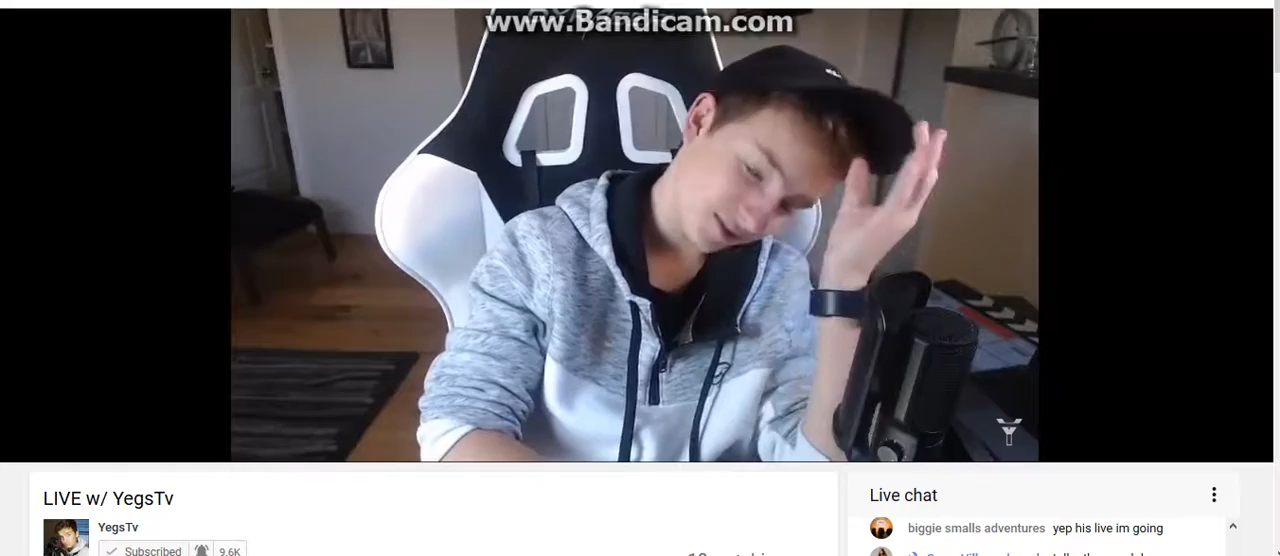 www.Bandicam.com
LIVE w/ YegsTv
YegsTv
Subscribed 9.6K
Live chat
biggie smalls adventures yep his live im going